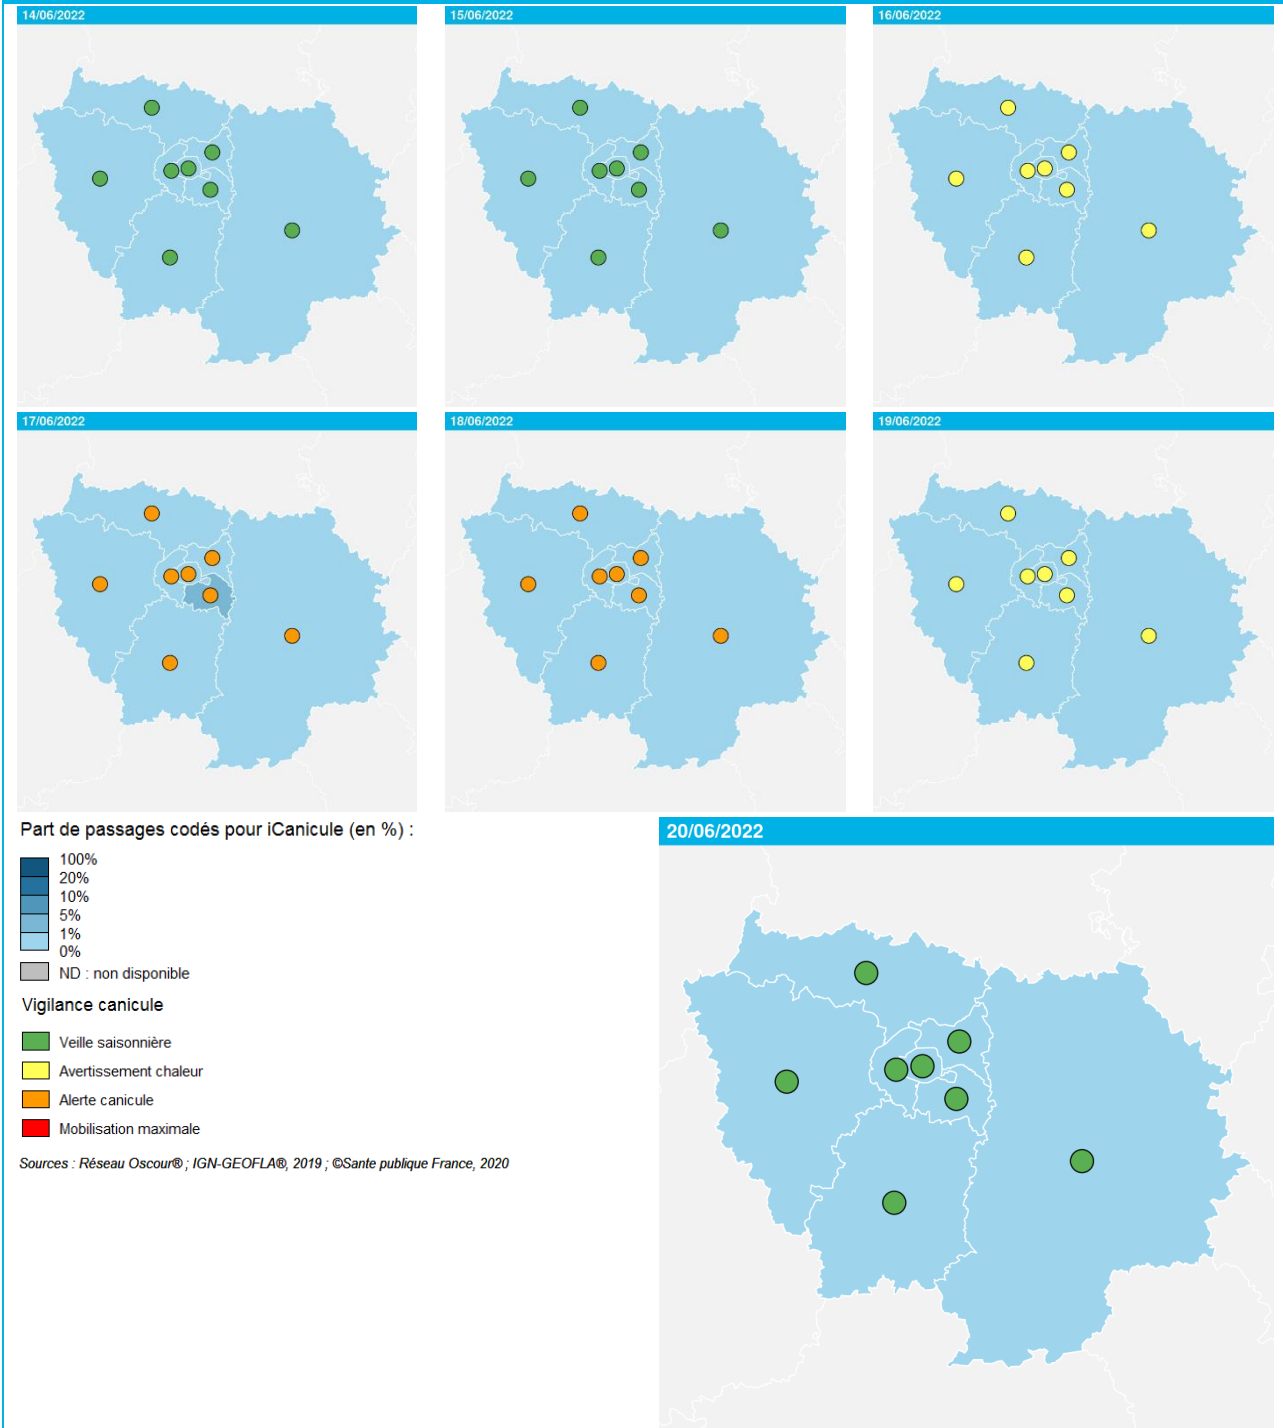 14/06/2022
15/06/2022
16/06/2022
17/06/2022
18/06/2022
19/06/2022
Part de passages codés pour iCanicule (en %) :
100%
20%
10%
5%
1%
0%
ND : non disponible
Vigilance canicule
Veille saisonnière
Avertissement chaleur
Alerte canicule
Mobilisation maximale
Sources : Réseau Oscour® ; IGN-GEOFLA®, 2019 ; ©Sante publique France, 2020
20/06/2022